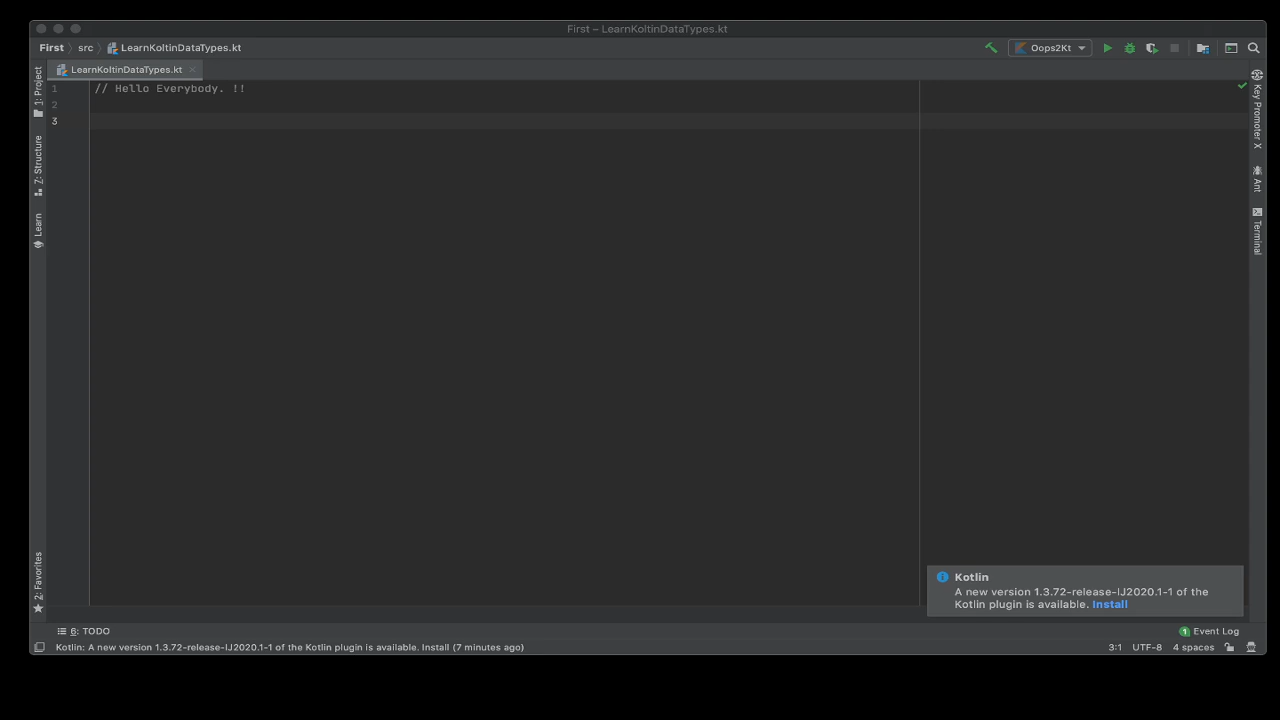 First – LearnKoltinDataTypes.kt
First src LearnKoltinDataTypes.kt
Oops2Kt
LearnKoltinDataTypes.kt
1 // Hello Everybody. !!
2
3
1: Project
7: Structure
Learn
2: Favorites
Key Promoter X
Ant
Terminal
Kotlin
A new version 1.3.72-release-IJ2020.1-1 of the
Kotlin plugin is available. Install
6: TODO
Event Log
1
Kotlin: A new version 1.3.72-release-IJ2020.1-1 of the Kotlin plugin is available. Install (7 minutes ago)
3:1 UTF-8 4 spaces